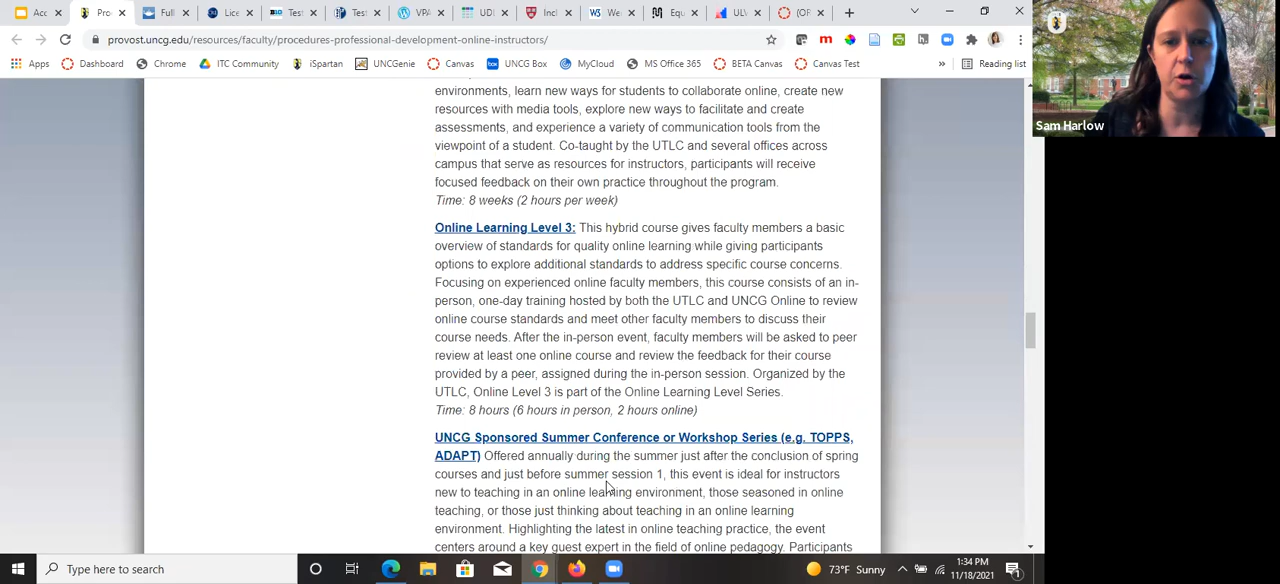 Acc
Pro
Full
Lice
Test
Test
VPA
UDL
Incl
We
Equ
ULV
(OP
provost.uncg.edu/resources/faculty/procedures-professional-development-online-instructors/
Apps
Dashboard
Chrome
ITC Community
iSpartan
UNCGenie
Canvas
UNCG Box
MyCloud
MS Office 365
BETA Canvas
Canvas Test
»
Reading list
environments, learn new ways for students to collaborate online, create new
resources with media tools, explore new ways to facilitate and create
assessments, and experience a variety of communication tools from the
viewpoint of a student. Co-taught by the UTLC and several offices across
campus that serve as resources for instructors, participants will receive
focused feedback on their own practice throughout the program.
Time: 8 weeks (2 hours per week)
Online Learning Level 3: This hybrid course gives faculty members a basic
overview of standards for quality online learning while giving participants
options to explore additional standards to address specific course concerns.
Focusing on experienced online faculty members, this course consists of an in-
person, one-day training hosted by both the UTLC and UNCG Online to review
online course standards and meet other faculty members to discuss their
course needs. After the in-person event, faculty members will be asked to peer
review at least one online course and review the feedback for their course
provided by a peer, assigned during the in-person session. Organized by the
UTLC, Online Level 3 is part of the Online Learning Level Series.
Time: 8 hours (6 hours in person, 2 hours online)
UNCG Sponsored Summer Conference or Workshop Series (e.g. TOPPS,
ADAPT) Offered annually during the summer just after the conclusion of spring
courses and just before summer session 1, this event is ideal for instructors
new to teaching in an online learning environment, those seasoned in online
teaching, or those just thinking about teaching in an online learning
environment. Highlighting the latest in online teaching practice, the event
centers around a key guest expert in the field of online pedagogy. Participants
Sam Harlow
Type here to search
73°F Sunny
1:34 PM
11/18/2021